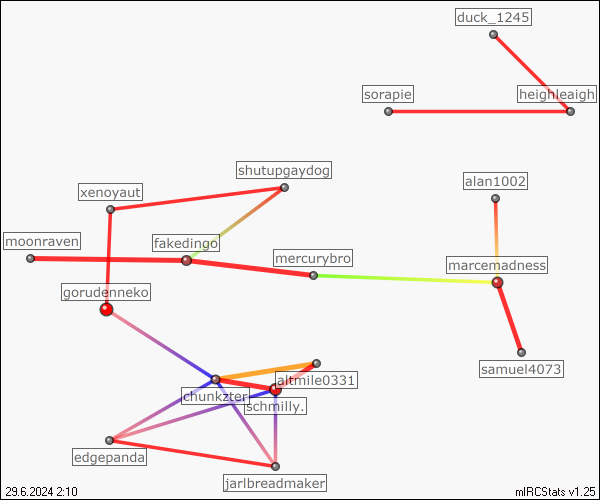 duck_1245
sorapie
heighleaigh
shutupgaydog
xenoyaut
alan1002
moonraven
fakedingo
mercurybro
marcemadness
gorudenneko
samuel4073
altmile0331
chunkzter
schmilly.
edgepanda
jarlbreadmaker
29.6.2024 2:10
mIRCStats v1.25